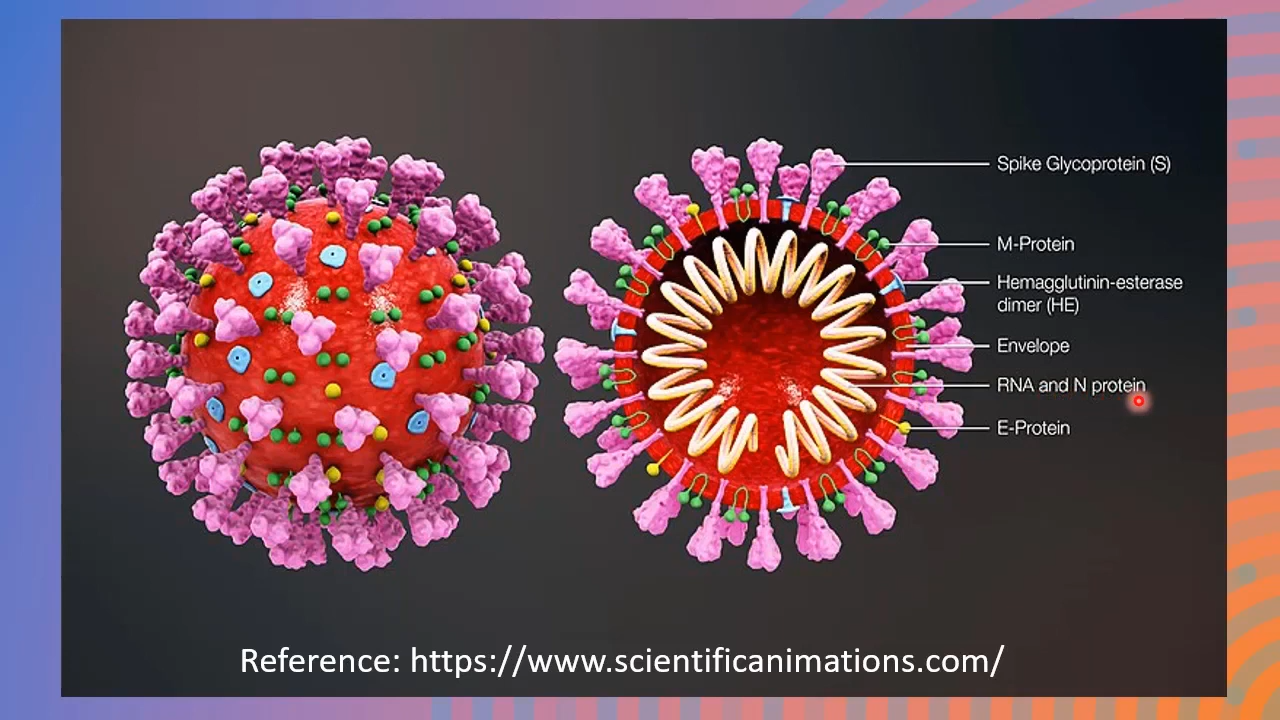 Spike Glycoprotein (S)
M-Protein
Hemagglutinin-esterase
dimer (HE)
Envelope
RNA and N protein
E-Protein
Reference: https://www.scientificanimations.com/